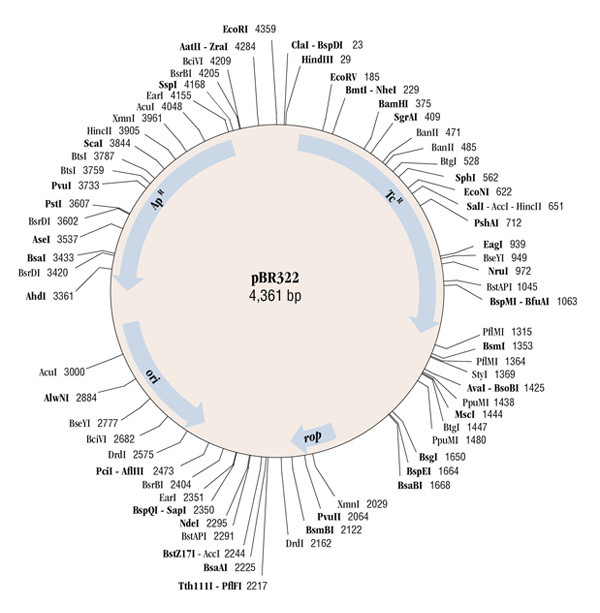 EcoRI 4359
AatII - ZraI 4284
BciVI 4209
BsrBI 4205
SspI 4168
EarI 4155
AcuI 4048
XmnI 3961
HincII 3905
ScaI 3844
BtsI 3787
BtsI 3759
PvuI 3733
PstI 3607
BsrDI 3602
AseI 3537
BsaI 3433
BsrDI 3420
AhdI 3361
AcuI 3000
AlwNI 2884
BseYI 2777
BciVI 2682
DrdI 2575
PciI - AflIII 2473
BsrBI 2404
EarI 2351
BspQI - SapI 2350
NdeI 2295
BstAPI 2291
BstZ17I - AccI 2244
BsaAI 2225
Tth111I - PflFI 2217
ClaI - BspDI 23
HindIII 29
EcoRV 185
BmtI - NheI 229
BamHI 375
SgrAI 409
BanII 471
BanII 485
BtgI 528
SphI 562
EcoNI 622
SalI - AccI - HincII 651
PshAI 712
EagI 939
BseYI 949
NruI 972
BstAPI 1045
BspMI - BfuAI 1063
PflMI 1315
BsmI 1353
PflMI 1364
StyI 1369
AvaI - BsoBI 1425
PpuMI 1438
MscI 1444
BtgI 1447
PpuMI 1480
BsgI 1650
BspEI 1664
BsaBI 1668
XmnI 2029
PvuII 2064
BsmBI 2122
DrdI 2162
Ap R
Tc R
pBR322
4,361 bp
ori
rop